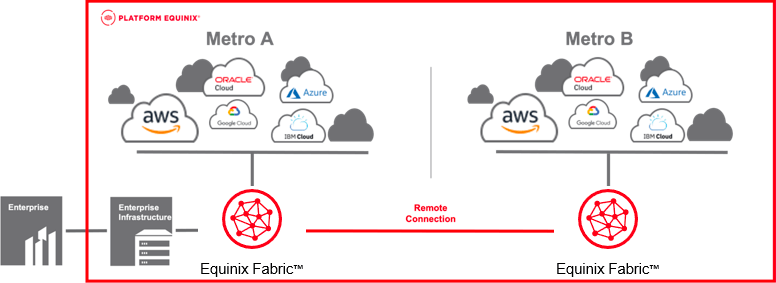 PLATFORM EQUINIX®
Metro A
Metro B
ORACLE
Cloud
Azure
aws
Google Cloud
IBM Cloud
ORACLE
Cloud
Azure
aws
Google Cloud
IBM Cloud
Enterprise
Enterprise
Infrastructure
Remote
Connection
Equinix Fabric™
Equinix Fabric™